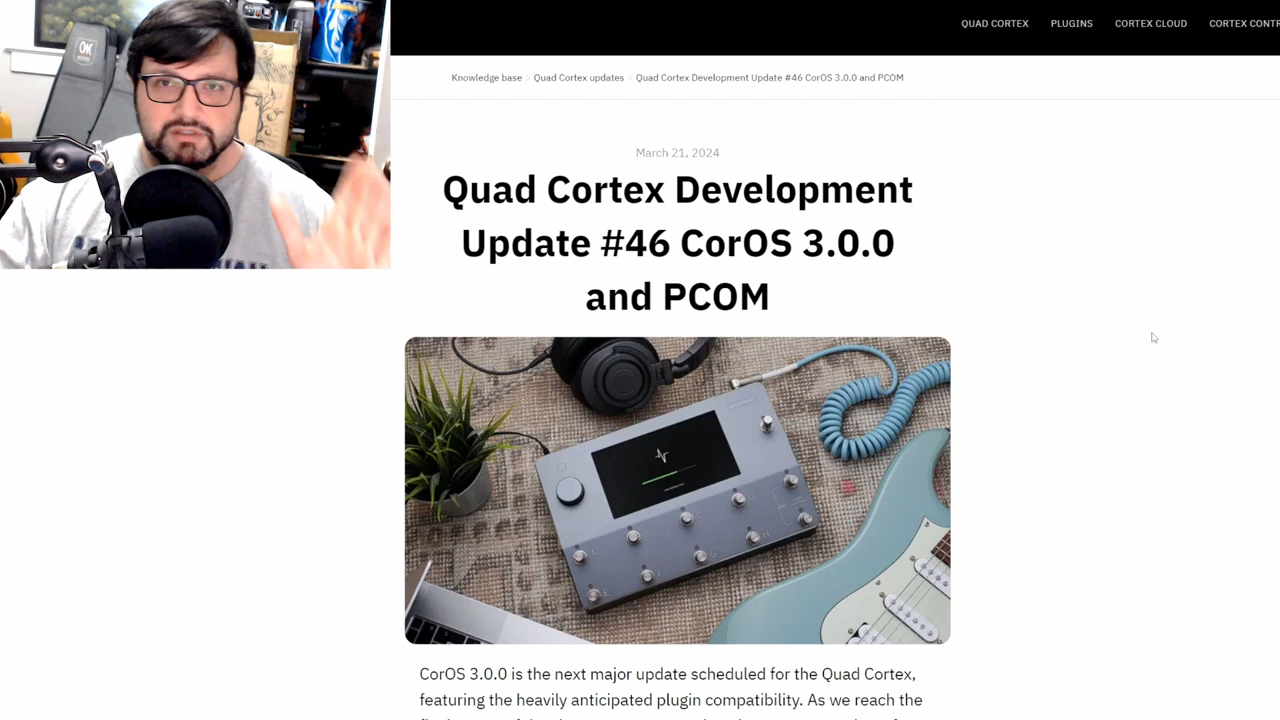 QUAD CORTEX PLUGINS CORTEX CLOUD
Knowledge base > Quad Cortex updates > Quad Cortex Development Update #46 CorOS 3.0.0 and PCOM
March 21, 2024
Quad Cortex Development
Update #46 CorOS 3.0.0
and PCOM
CorOS 3.0.0 is the next major update scheduled for the Quad Cortex,
featuring the heavily anticipated plugin compatibility. As we reach the